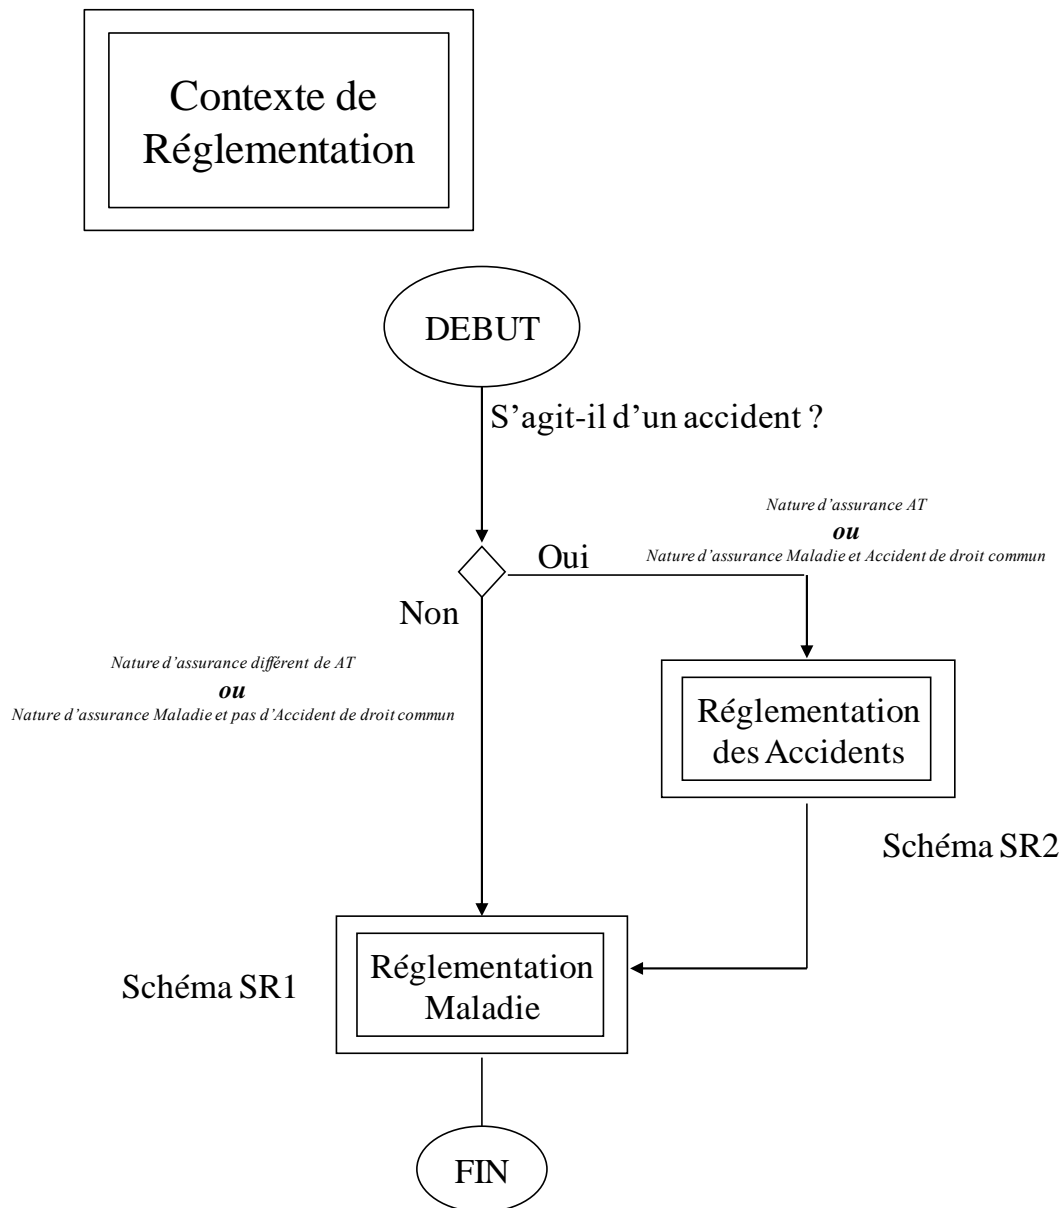 Contexte de
Réglementation
DEBUT
S’agit-il d’un accident ?
Nature d’assurance AT
ou
Nature d’assurance Maladie et Accident de droit commun
Oui
Non
Nature d’assurance différent de AT
ou
Nature d’assurance Maladie et pas d’Accident de droit commun
Réglementation
des Accidents
Schéma SR2
Réglementation
Maladie
Schéma SR1
FIN